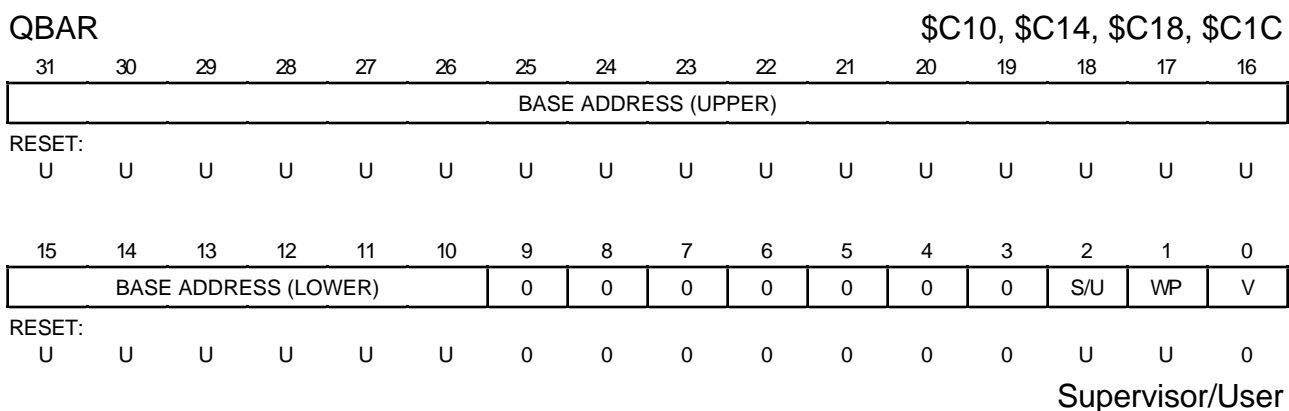 QBAR $C10, $C14, $C18, $C1C
31 30 29 28 27 26 25 24 23 22 21 20 19 18 17 16
BASE ADDRESS (UPPER)
RESET:
U U U U U U U U U U U U U U U U
15 14 13 12 11 10 9 8 7 6 5 4 3 2 1 0
BASE ADDRESS (LOWER) 0 0 0 0 0 0 0 S/U WP V
RESET:
U U U U U U 0 0 0 0 0 0 0 U U 0
Supervisor/User